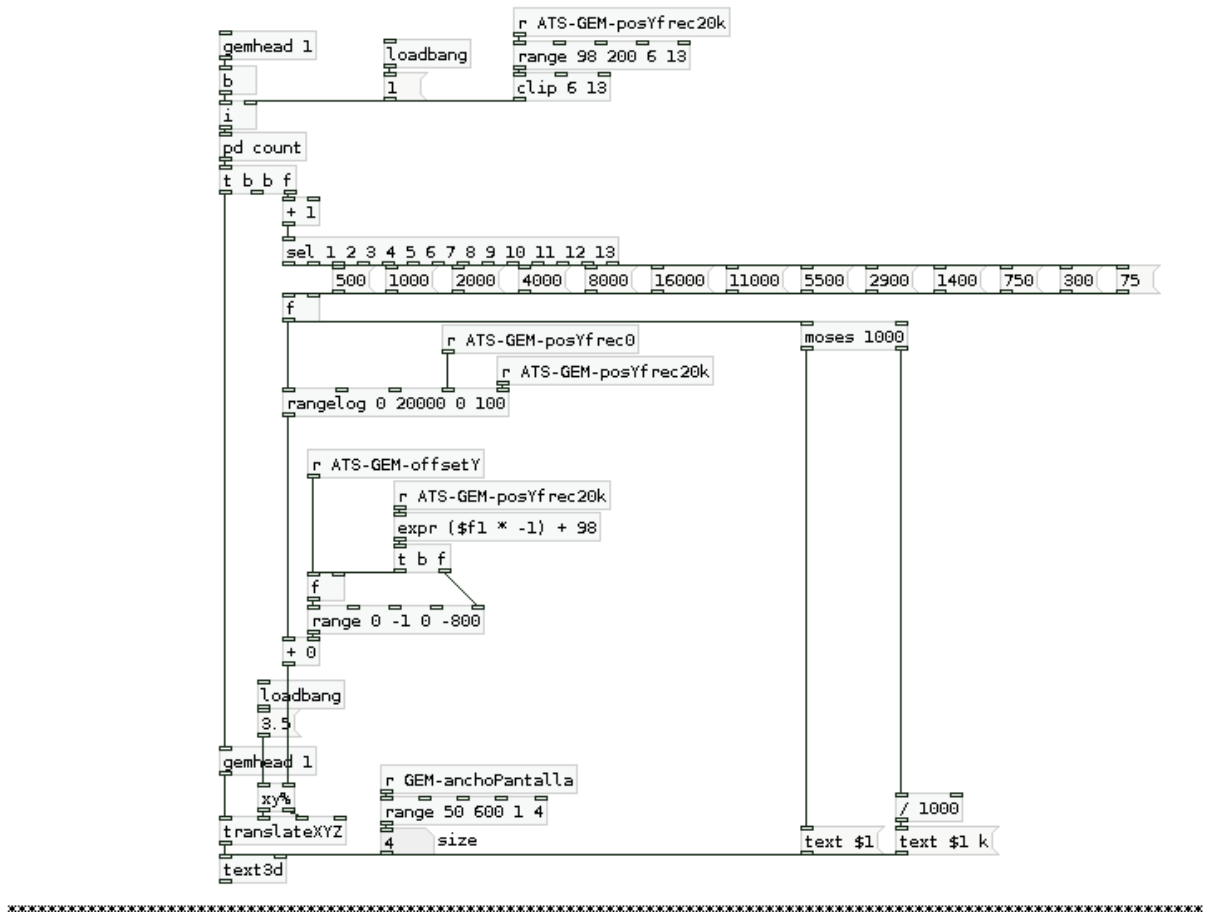 r ATS-GEM-posYfrec20k
gemhead 1
loadbang
range 98 200 6 13
b
1
clip 6 13
i
pd count
t b b f
+ 1
sel 1 2 3 4 5 6 7 8 9 10 11 12 13
500 1000 2000 4000 8000 16000 11000 5500 2900 1400 750 300 75
f
r ATS-GEM-posYfrec0
moses 1000
r ATS-GEM-posYfrec20k
rangelog 0 20000 0 100
r ATS-GEM-offsetY
r ATS-GEM-posYfrec20k
expr ($f1 * -1) + 98
t b f
f
range 0 -1 0 -800
+ 0
loadbang
3.5
gemhead 1
r GEM-anchoPantalla
xy%
range 50 600 1 4
/ 1000
translateXYZ
4 size
text $1
text $1 k
text3d